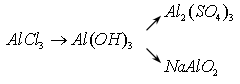 Al₂(SO₄)₃
AlCl₃ → Al(OH)₃
NaAlO₂